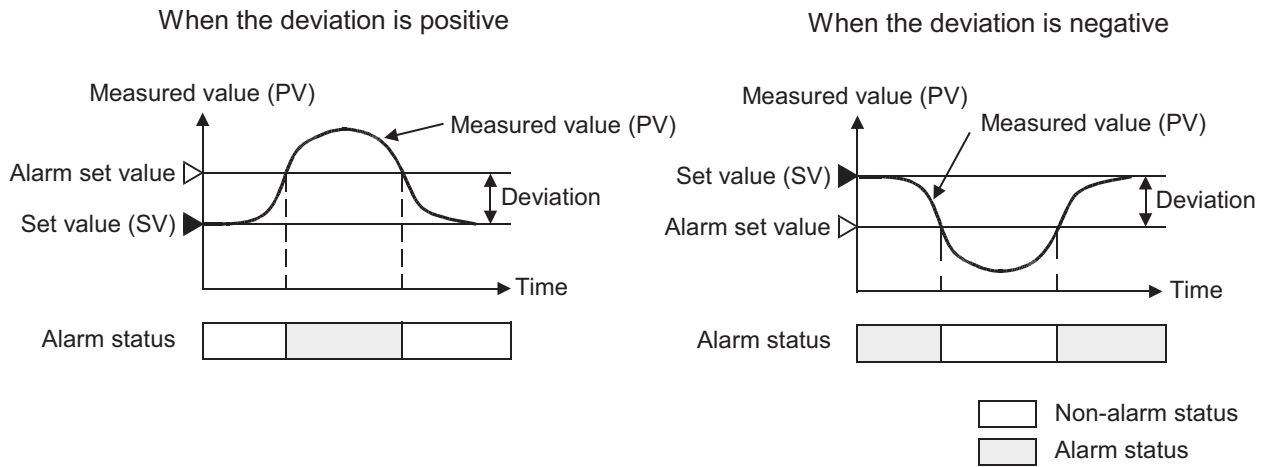 When the deviation is positive
Measured value (PV)
Measured value (PV)
Alarm set value
Deviation
Set value (SV)
Time
Alarm status
When the deviation is negative
Measured value (PV)
Measured value (PV)
Set value (SV)
Deviation
Alarm set value
Time
Alarm status
Non-alarm status
Alarm status